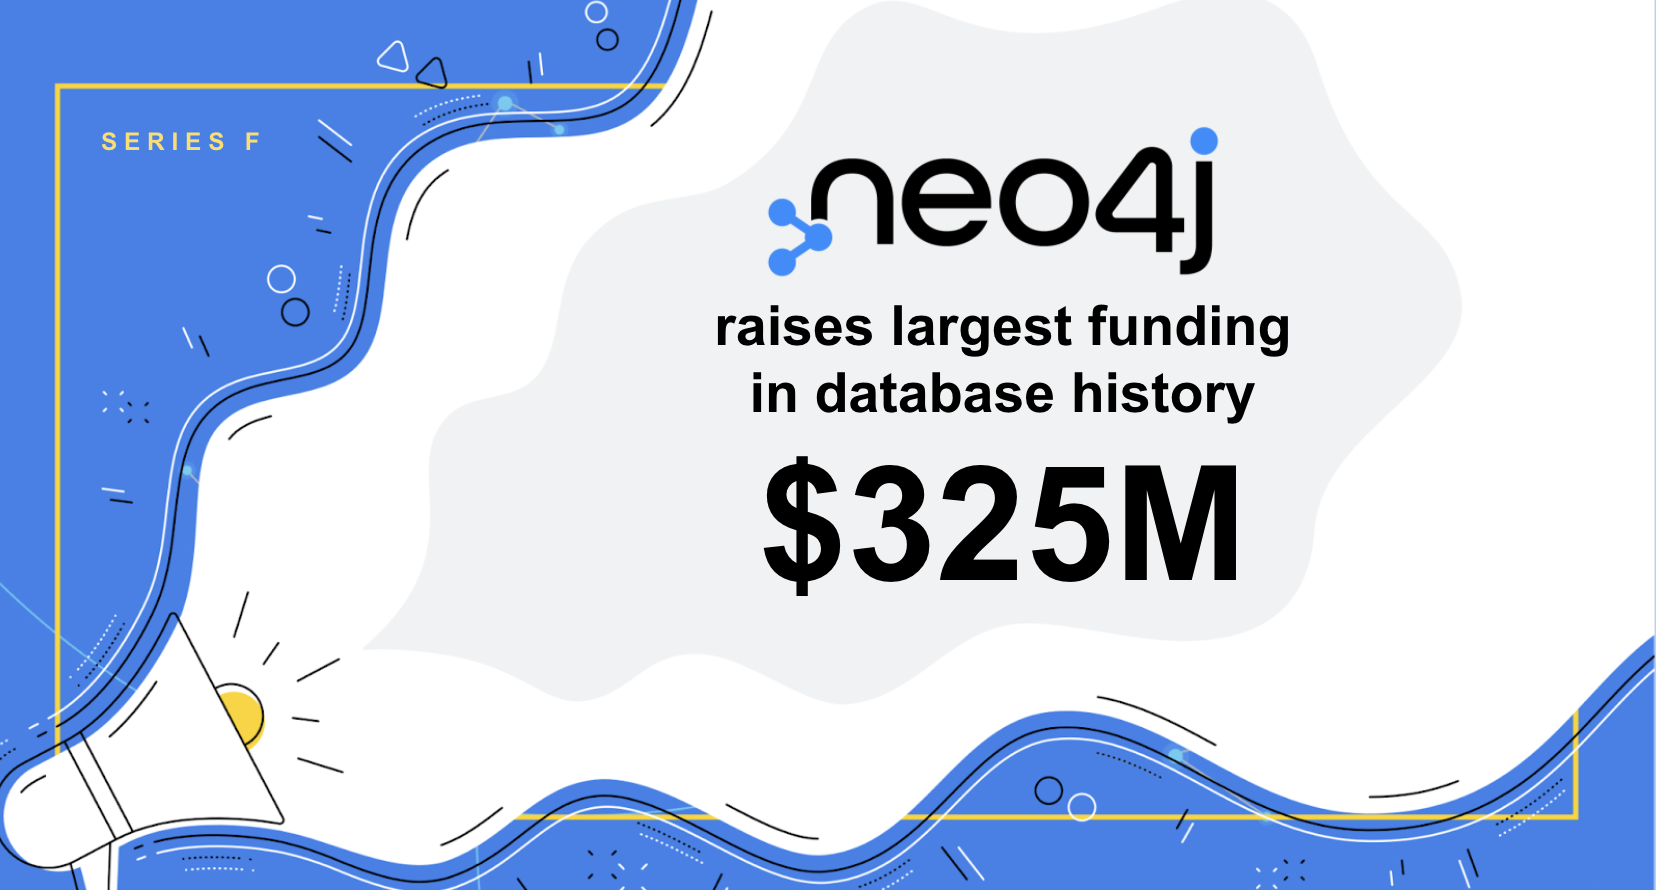 SERIES F
neo4j
raises largest funding
in database history
$325M